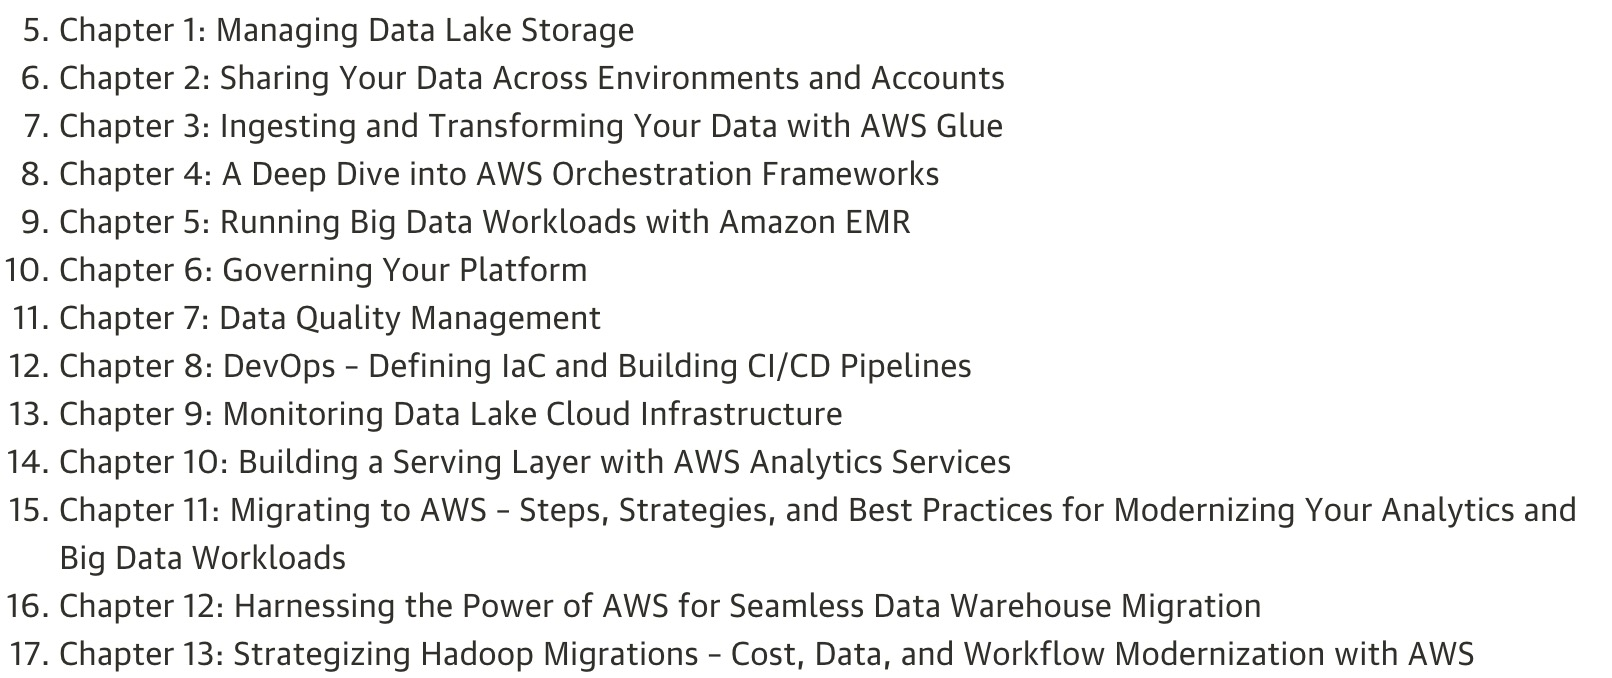 5. Chapter 1: Managing Data Lake Storage
6. Chapter 2: Sharing Your Data Across Environments and Accounts
7. Chapter 3: Ingesting and Transforming Your Data with AWS Glue
8. Chapter 4: A Deep Dive into AWS Orchestration Frameworks
9. Chapter 5: Running Big Data Workloads with Amazon EMR
10. Chapter 6: Governing Your Platform
11. Chapter 7: Data Quality Management
12. Chapter 8: DevOps – Defining IaC and Building CI/CD Pipelines
13. Chapter 9: Monitoring Data Lake Cloud Infrastructure
14. Chapter 10: Building a Serving Layer with AWS Analytics Services
15. Chapter 11: Migrating to AWS – Steps, Strategies, and Best Practices for Modernizing Your Analytics and
Big Data Workloads
16. Chapter 12: Harnessing the Power of AWS for Seamless Data Warehouse Migration
17. Chapter 13: Strategizing Hadoop Migrations – Cost, Data, and Workflow Modernization with AWS